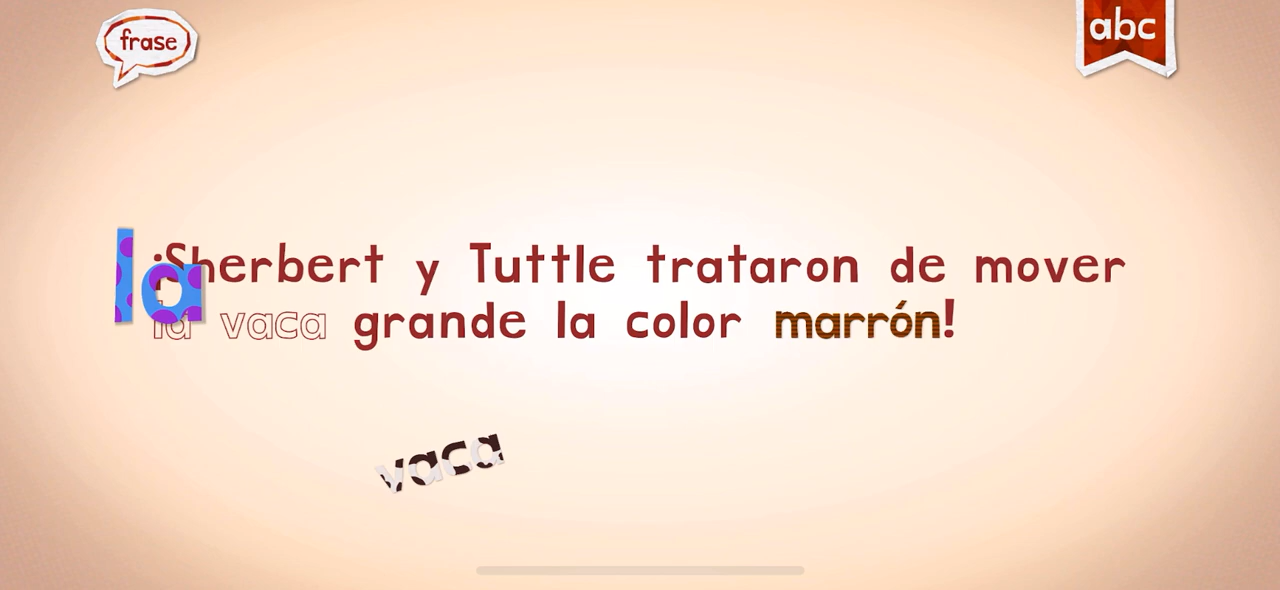 frase
abc
¡Sherbert y Tuttle trataron de mover
la vaca grande la color marrón!
la
vaca